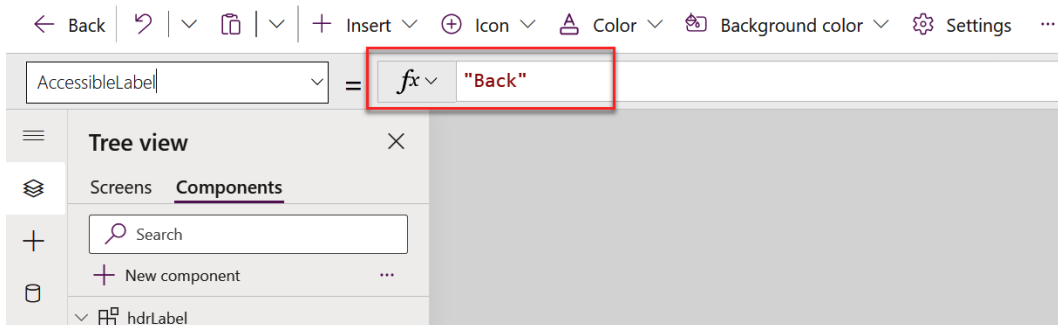 Back Insert Icon Color Background color Settings ...
AccessibleLabel = fx "Back"
Tree view
Screens Components
Search
New component ...
hdrLabel